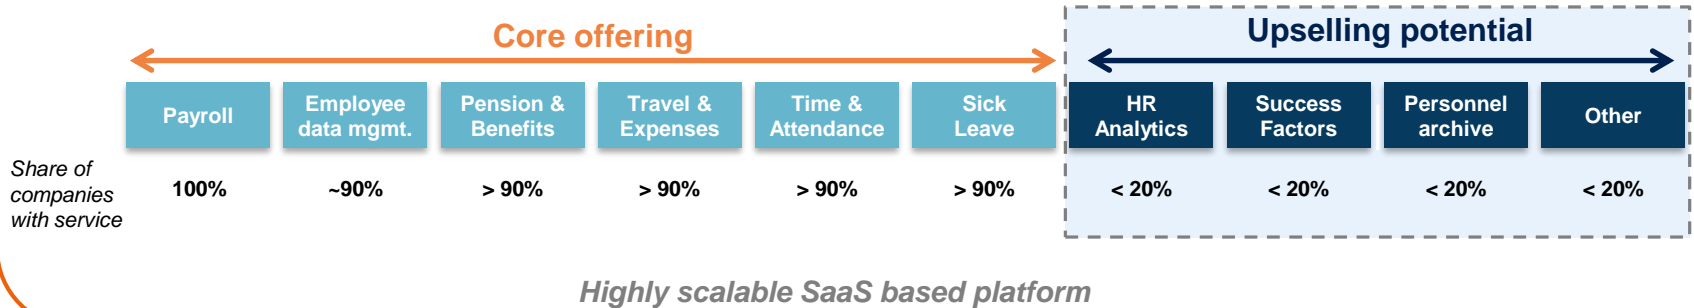 Core offering
Upselling potential
Payroll
Employee
data mgmt.
Pension &
Benefits
Travel &
Expenses
Time &
Attendance
Sick
Leave
HR
Analytics
Success
Factors
Personnel
archive
Other
Share of
companies
with service
100%
~90%
> 90%
> 90%
> 90%
> 90%
< 20%
< 20%
< 20%
< 20%
Highly scalable SaaS based platform